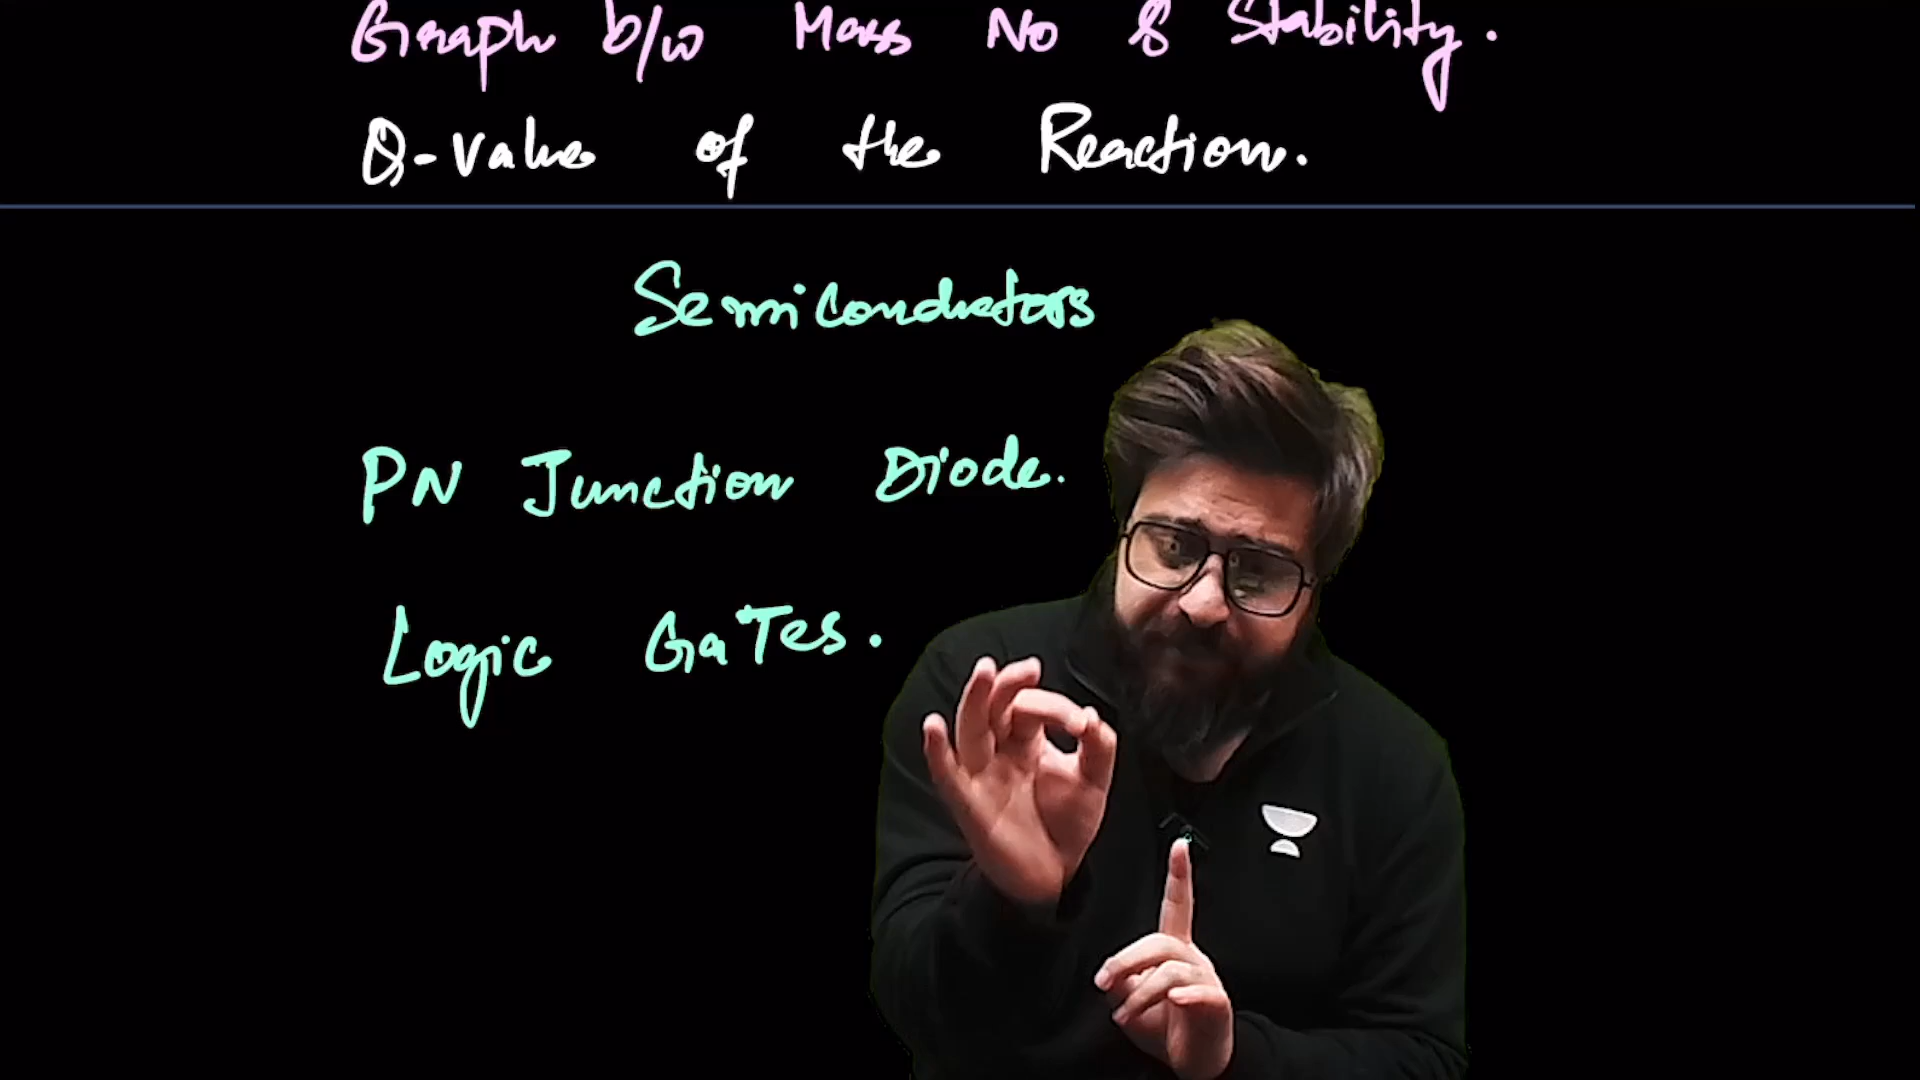 Graph b/w Mass No & Stability.
Q-Value of the Reaction.
Semiconductors
PN Junction Diode.
Logic GaTes.